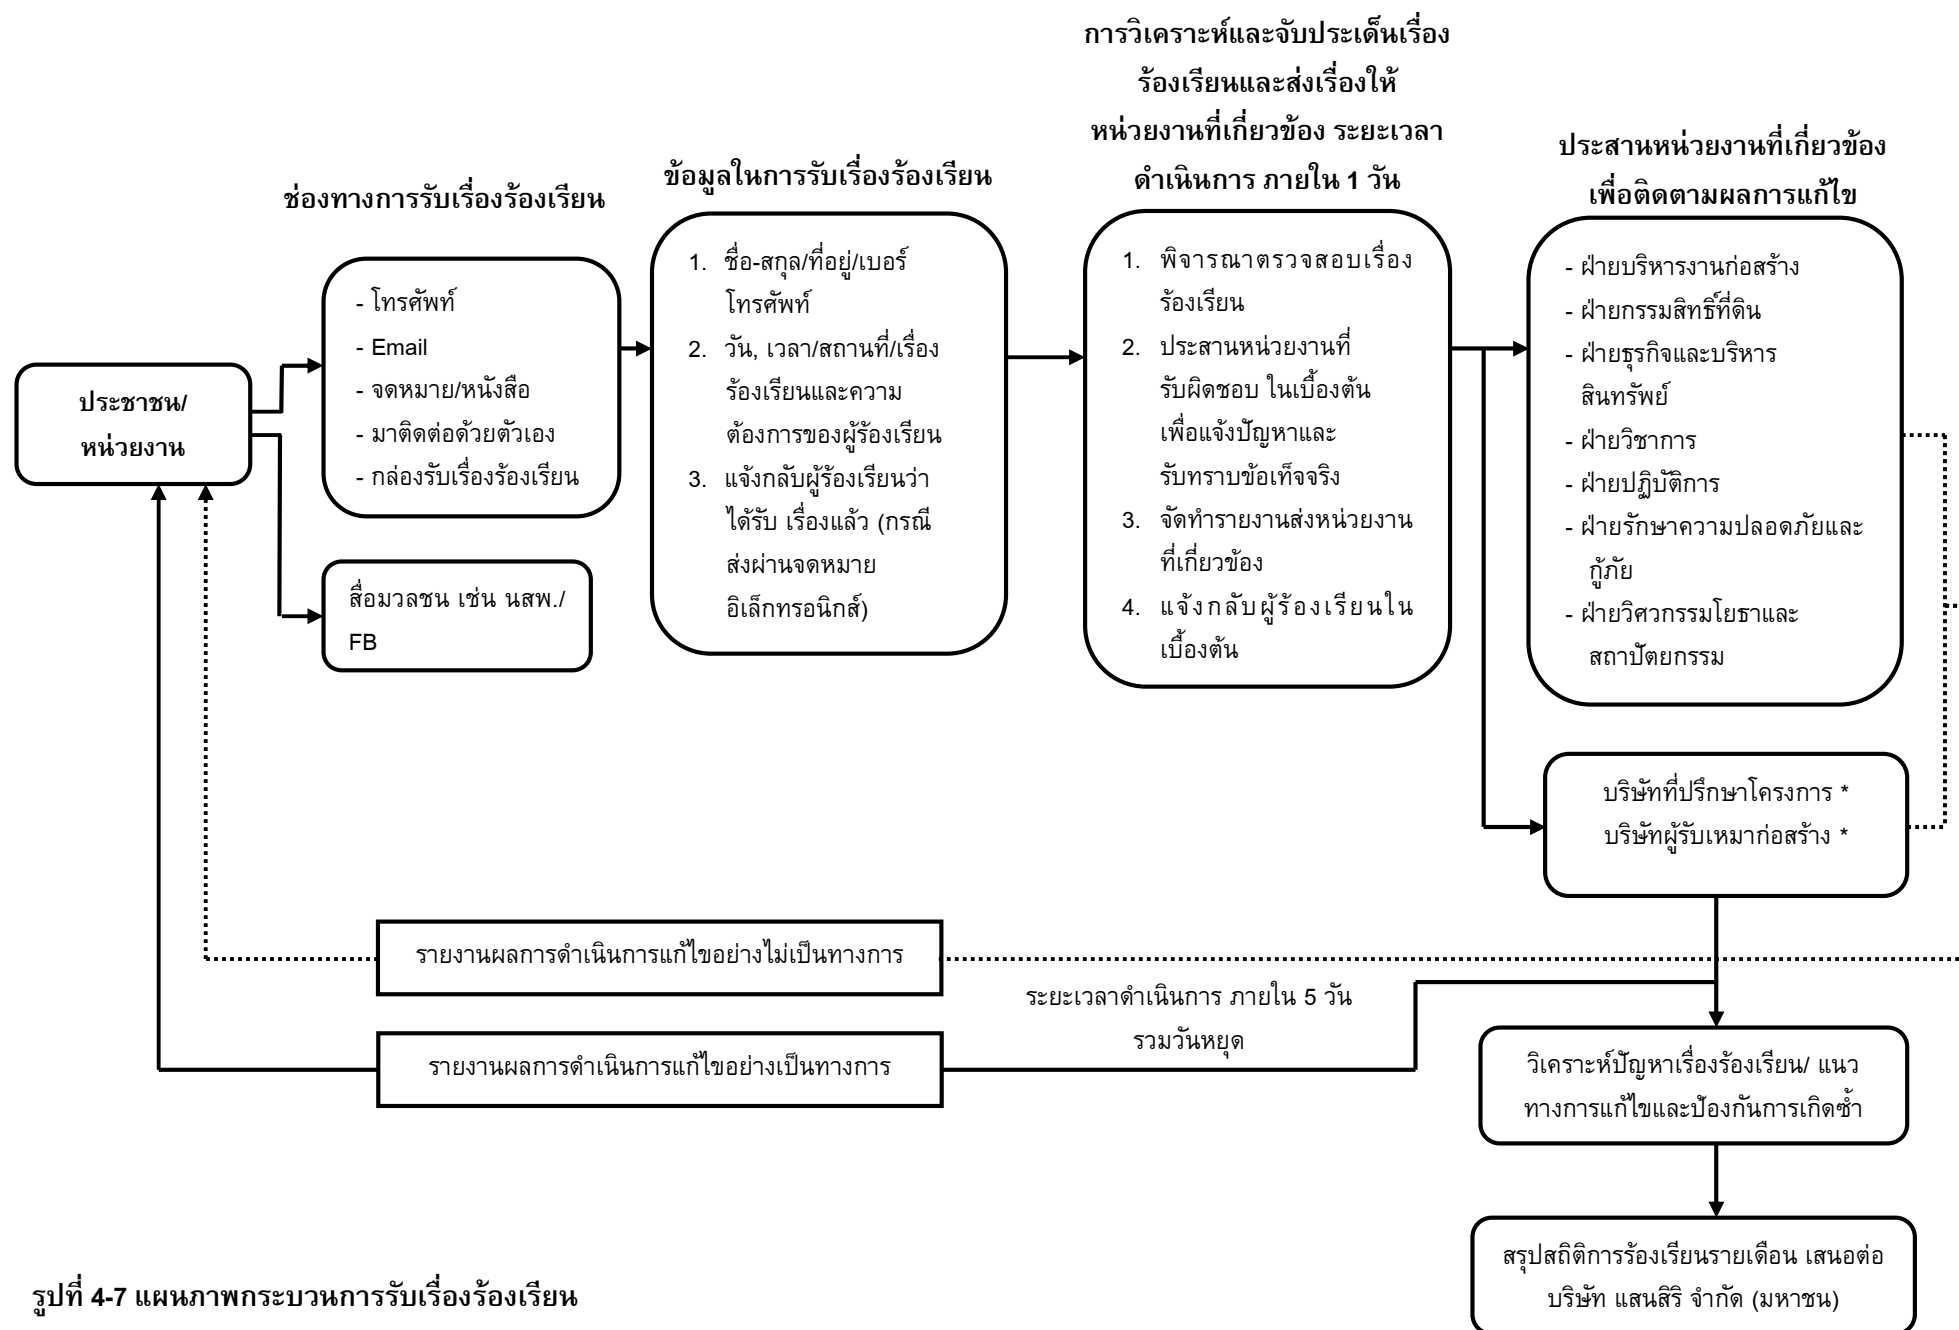 การวิเคราะห์และจับประเด็นเรื่อง
ร้องเรียนและส่งเรื่องให้
หน่วยงานที่เกี่ยวข้อง ระยะเวลา
ดำเนินการ ภายใน 1 วัน
ประสานหน่วยงานที่เกี่ยวข้อง
เพื่อติดตามผลการแก้ไข
ข้อมูลในการรับเรื่องร้องเรียน
ช่องทางการรับเรื่องร้องเรียน
ประชาชน/
หน่วยงาน
- โทรศัพท์
- Email
- จดหมาย/หนังสือ
- มาติดต่อด้วยตัวเอง
- กล่องรับเรื่องร้องเรียน
สื่อมวลชน เช่น นสพ./
FB
1. ชื่อ-สกุล/ที่อยู่/เบอร์
โทรศัพท์
2. วัน, เวลา/สถานที่/เรื่อง
ร้องเรียนและความ
ต้องการของผู้ร้องเรียน
3. แจ้งกลับผู้ร้องเรียนว่า
ได้รับ เรื่องแล้ว (กรณี
ส่งผ่านจดหมาย
อิเล็กทรอนิกส์)
1. พิจารณาตรวจสอบเรื่อง
ร้องเรียน
2. ประสานหน่วยงานที่
รับผิดชอบ ในเบื้องต้น
เพื่อแจ้งปัญหาและ
รับทราบข้อเท็จจริง
3. จัดทำรายงานส่งหน่วยงาน
ที่เกี่ยวข้อง
4. แจ้งกลับผู้ร้องเรียนใน
เบื้องต้น
- ฝ่ายบริหารงานก่อสร้าง
- ฝ่ายกรรมสิทธิ์ที่ดิน
- ฝ่ายธุรกิจและบริหาร
สินทรัพย์
- ฝ่ายวิชาการ
- ฝ่ายปฏิบัติการ
- ฝ่ายรักษาความปลอดภัยและ
กู้ภัย
- ฝ่ายวิศวกรรมโยธาและ
สถาปัตยกรรม
บริษัทที่ปรึกษาโครงการ *
บริษัทผู้รับเหมาก่อสร้าง *
รายงานผลการดำเนินการแก้ไขอย่างไม่เป็นทางการ
ระยะเวลาดำเนินการ ภายใน 5 วัน
รวมวันหยุด
รายงานผลการดำเนินการแก้ไขอย่างเป็นทางการ
วิเคราะห์ปัญหาเรื่องร้องเรียน/ แนว
ทางการแก้ไขและป้องกันการเกิดซ้ำ
สรุปสถิติการร้องเรียนรายเดือน เสนอต่อ
บริษัท แสนสิริ จำกัด (มหาชน)
รูปที่ 4-7 แผนภาพกระบวนการรับเรื่องร้องเรียน